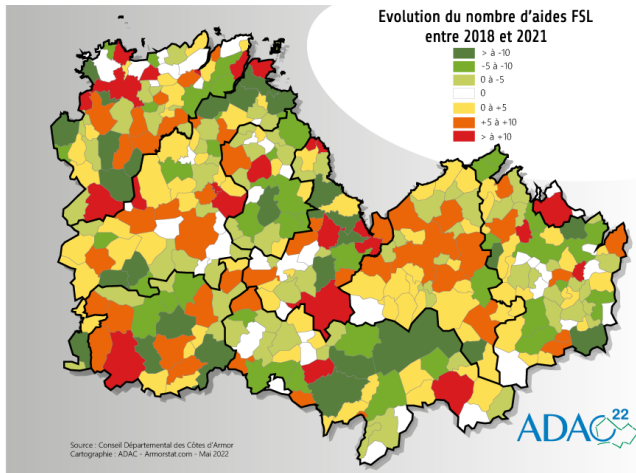 Evolution du nombre d'aides FSL
entre 2018 et 2021
> à -10
-5 à -10
0 à -5
0
0 à +5
+5 à +10
> à +10
Source : Conseil Départemental des Côtes d'Armor
Cartographie : ADAC - Armorstat.com - Mai 2022
ADAC 22